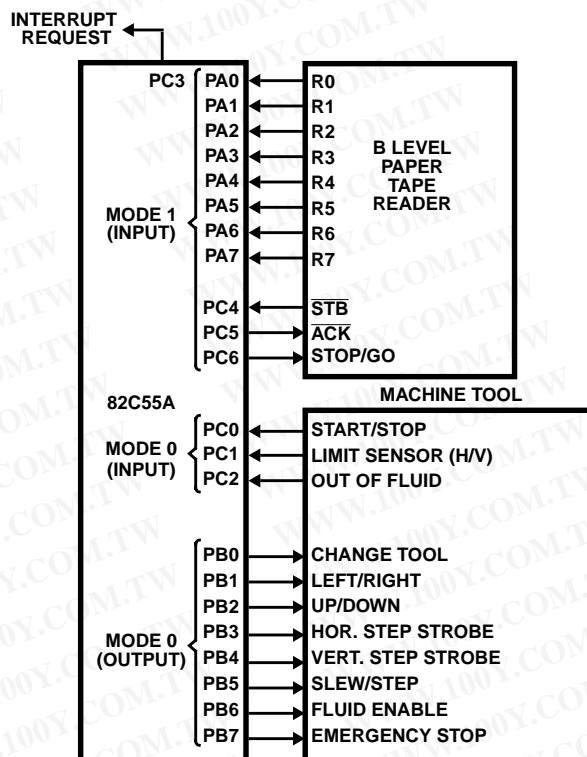 INTERRUPT
REQUEST
PC3 PA0 R0
PA1 R1
PA2 R2
PA3 R3
PA4 R4
PA5 R5
PA6 R6
PA7 R7
B LEVEL
PAPER
TAPE
READER
MODE 1
(INPUT)
PC4 STB
PC5 ACK
PC6 STOP/GO
MACHINE TOOL
82C55A
MODE 0
(INPUT)
PC0 START/STOP
PC1 LIMIT SENSOR (H/V)
PC2 OUT OF FLUID
MODE 0
(OUTPUT)
PB0 CHANGE TOOL
PB1 LEFT/RIGHT
PB2 UP/DOWN
PB3 HOR. STEP STROBE
PB4 VERT. STEP STROBE
PB5 SLEW/STEP
PB6 FLUID ENABLE
PB7 EMERGENCY STOP
WWW.100Y.COM.TW